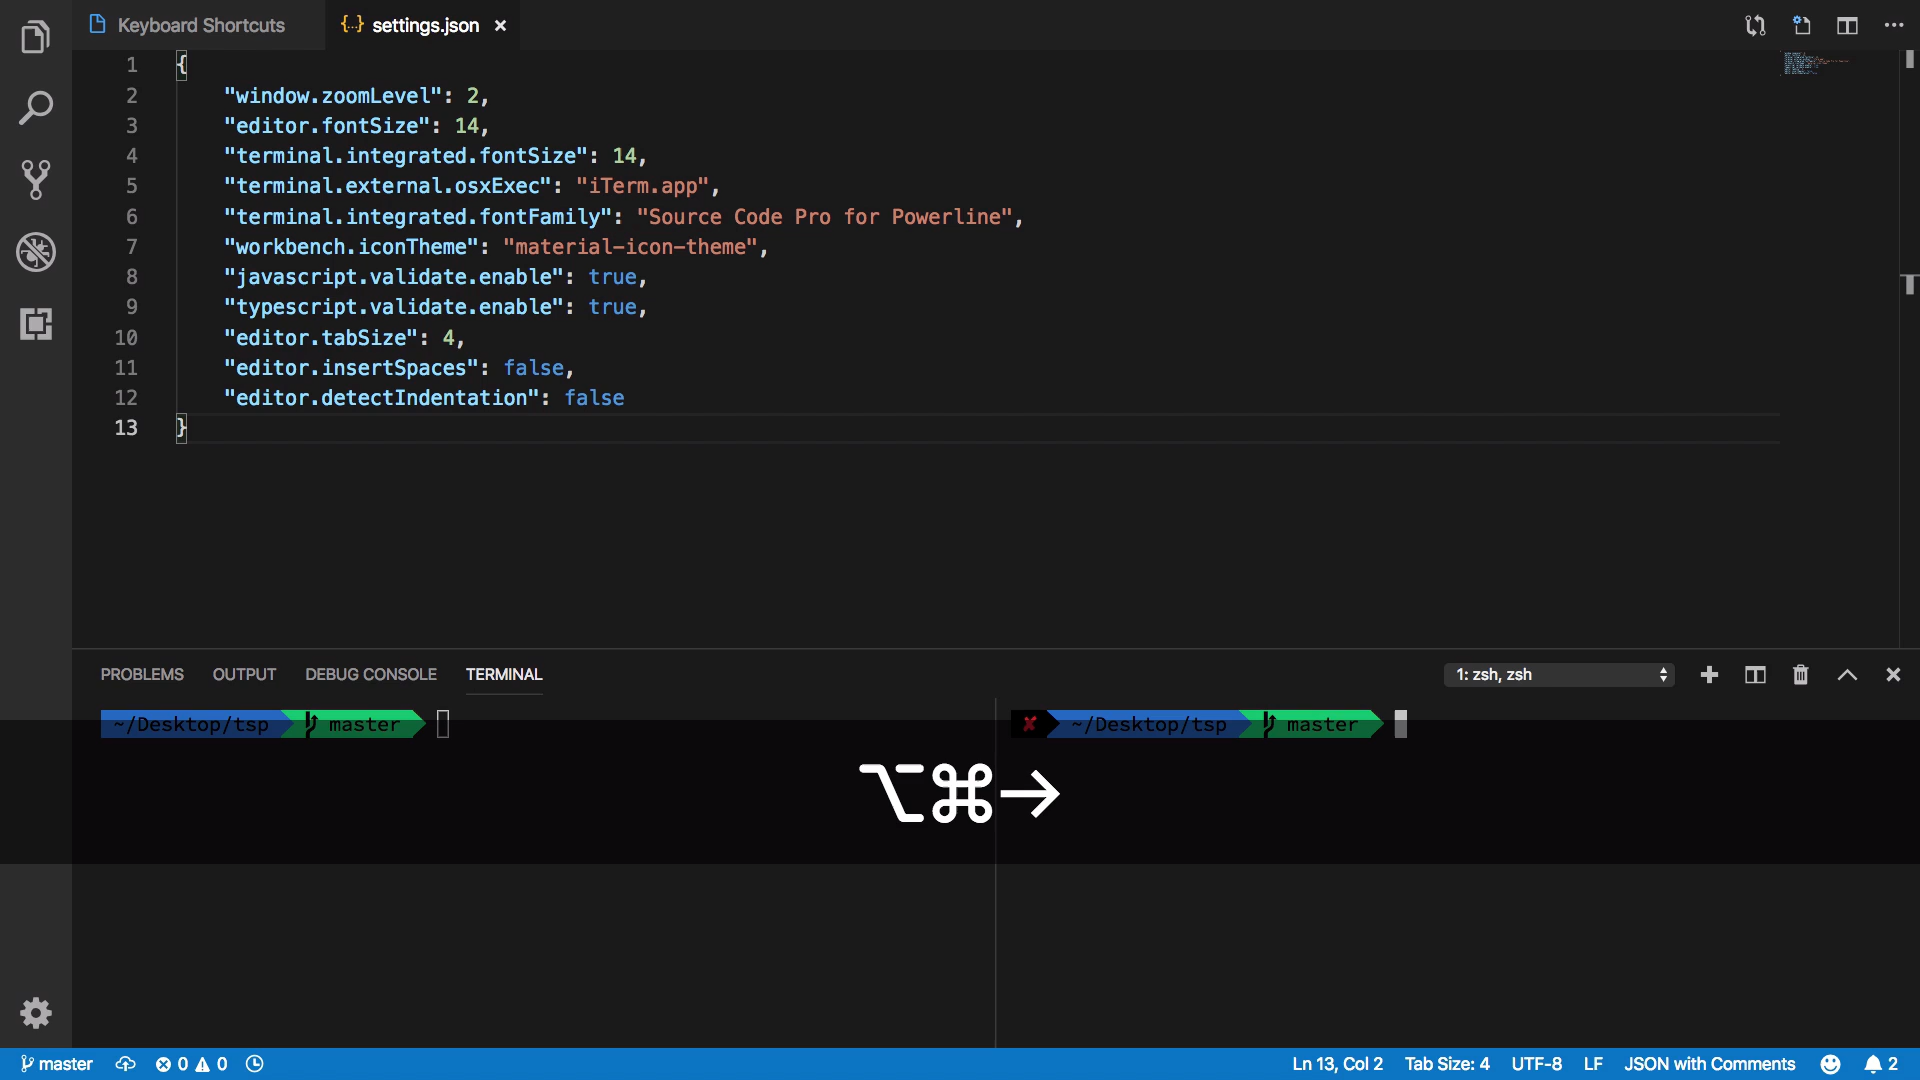 Keyboard Shortcuts
{..} settings.json ×
1 {
2 "window.zoomLevel": 2,
3 "editor.fontSize": 14,
4 "terminal.integrated.fontSize": 14,
5 "terminal.external.osxExec": "iTerm.app",
6 "terminal.integrated.fontFamily": "Source Code Pro for Powerline",
7 "workbench.iconTheme": "material-icon-theme",
8 "javascript.validate.enable": true,
9 "typescript.validate.enable": true,
10 "editor.tabSize": 4,
11 "editor.insertSpaces": false,
12 "editor.detectIndentation": false
13 }
PROBLEMS OUTPUT DEBUG CONSOLE TERMINAL 1: zsh, zsh
~/Desktop/tsp master
✘ ~/Desktop/tsp master
⌥⌘→
master 0 0 Ln 13, Col 2 Tab Size: 4 UTF-8 LF JSON with Comments 2